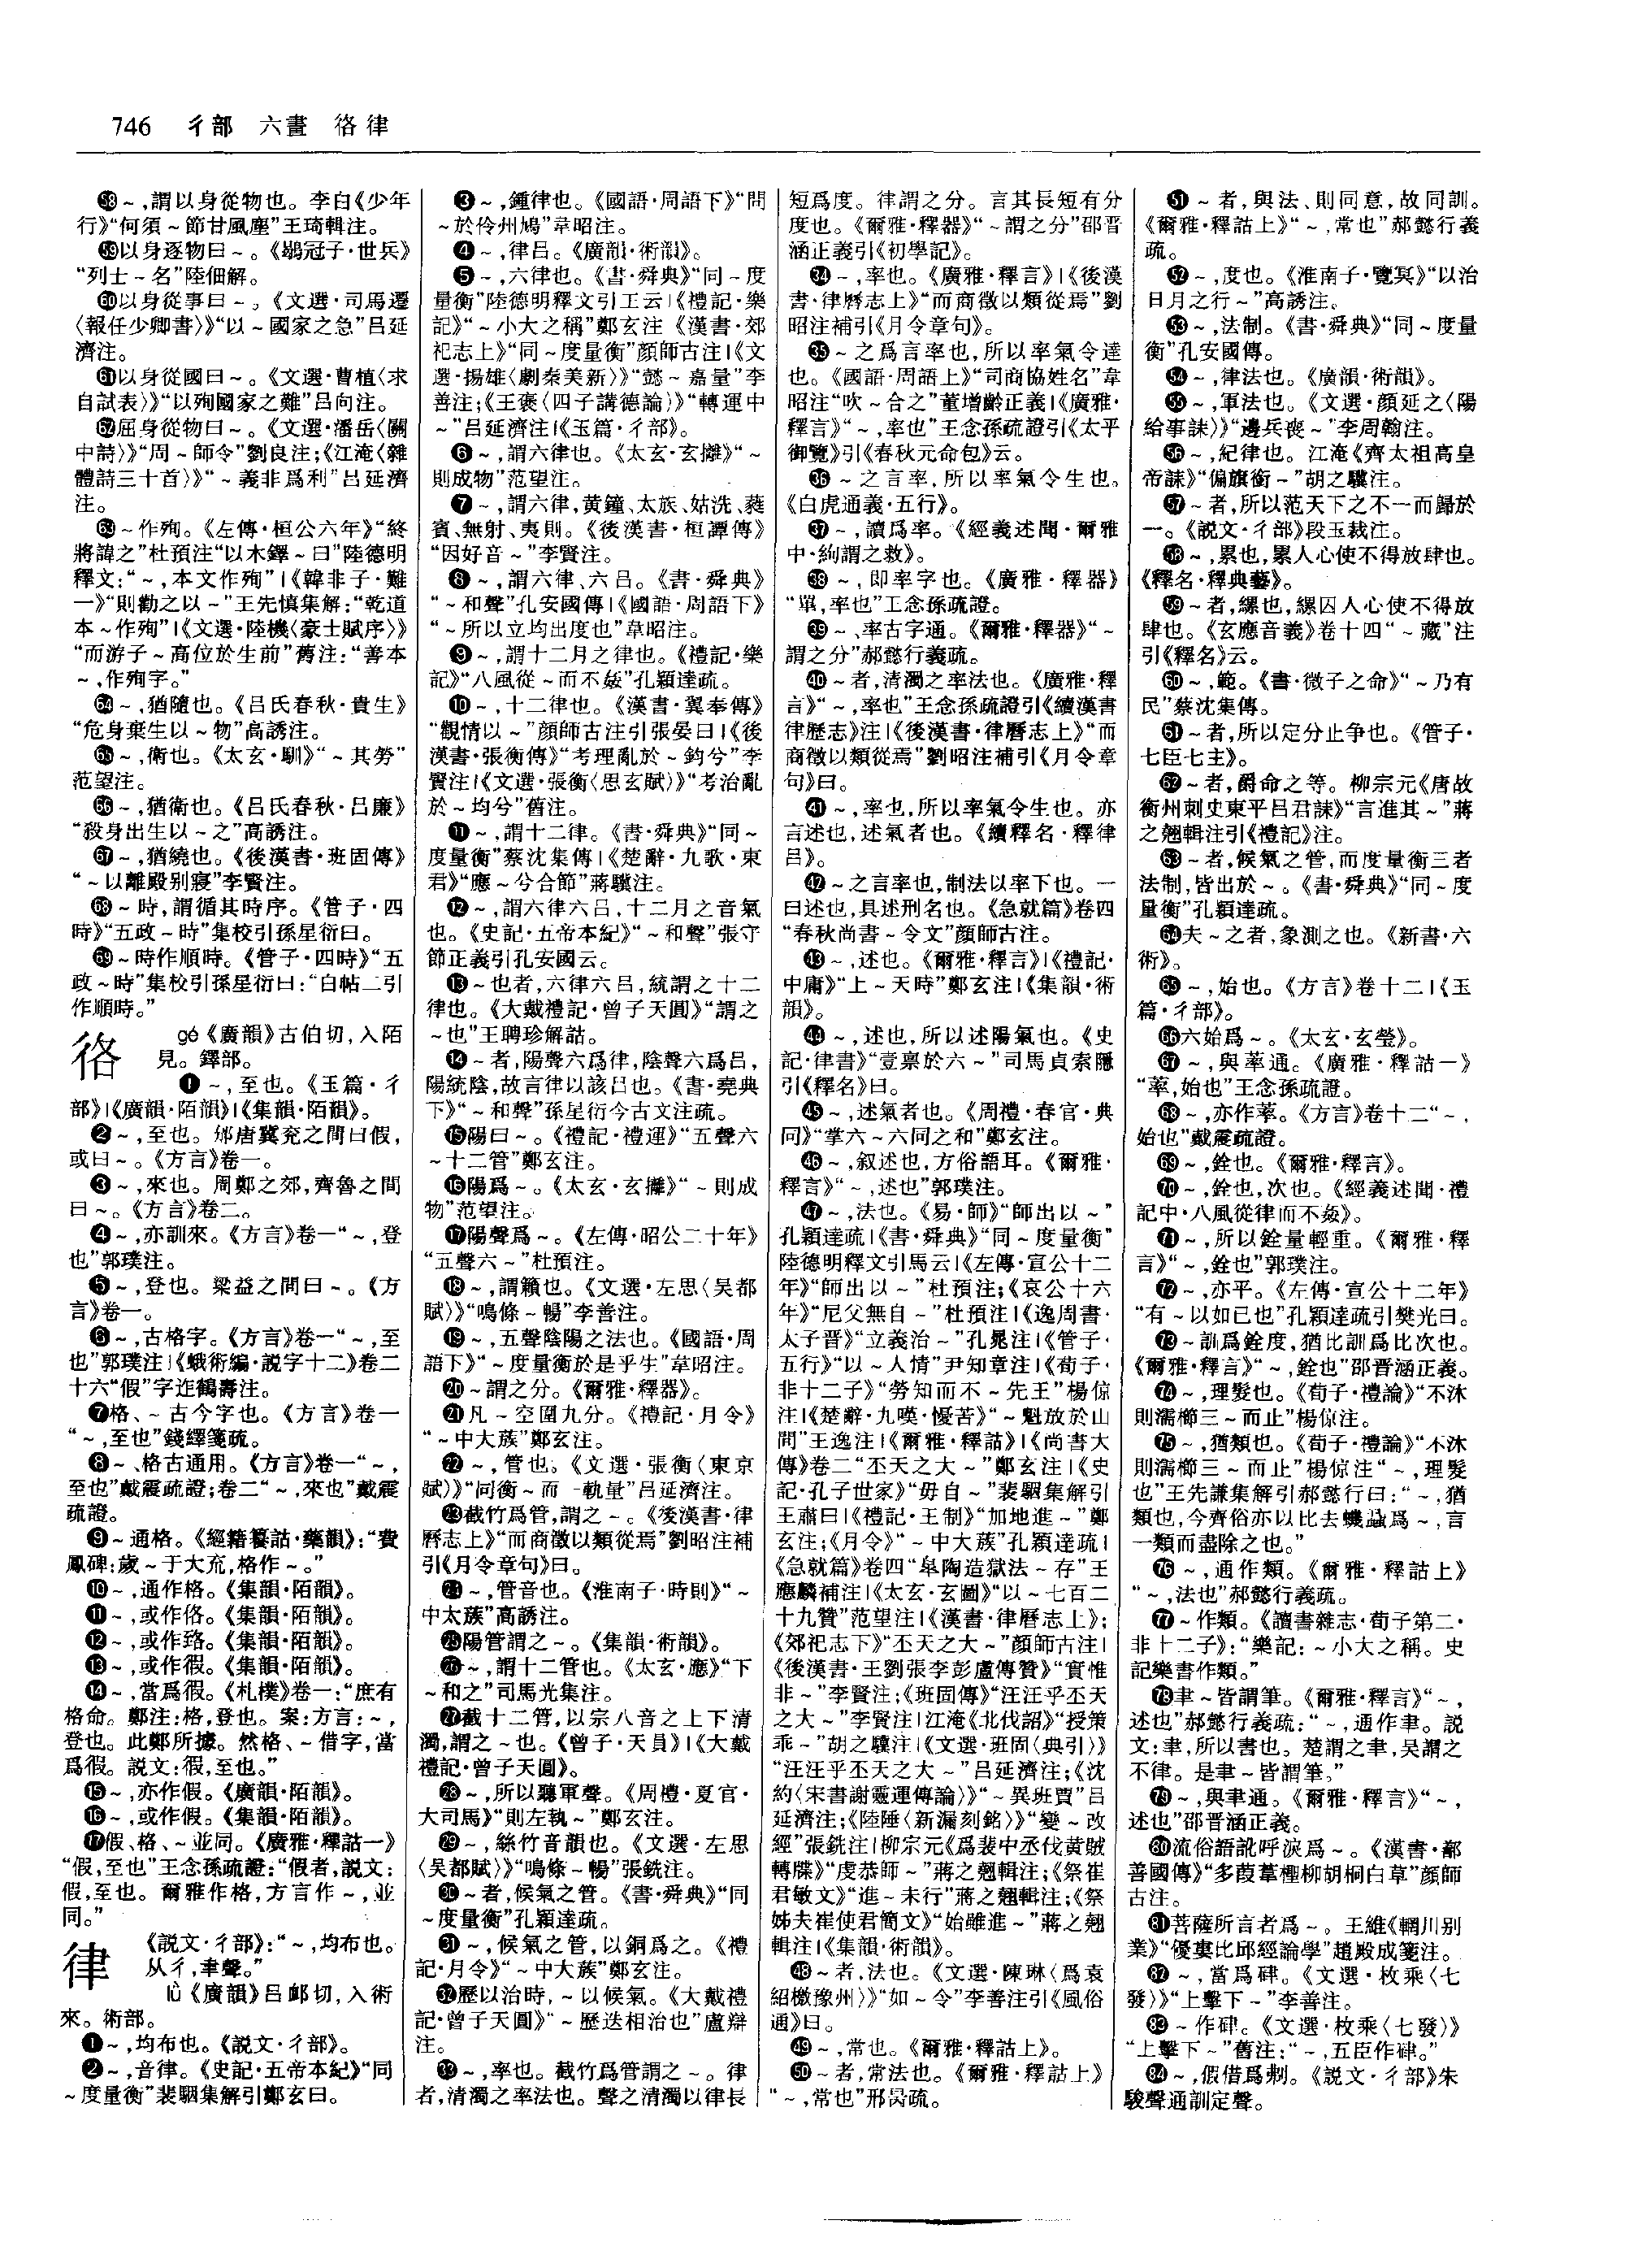 746 彳部 六畫 㣟 律
58～,謂以身從物也。李白《少年
行》“何須～節甘風塵”王琦輯注。
59以身逐物曰～。《鶡冠子·世兵》
“列士～名”陸佃解。
60以身從事曰～。《文選·司馬遷
〈報任少卿書〉》“以～國家之急”吕延
濟注。
61以身從國曰～。《文選·曹植〈求
自試表〉》“以殉國家之難”吕向注。
62屈身從物曰～。《文選·潘岳〈關
中詩〉》“周～師令”劉良注;《江淹〈雜
體詩三十首〉》“～義非爲利”吕延濟
注。
63～作殉。《左傳·桓公六年》“終
將諱之”杜預注“以木鐸～曰”陸德明
釋文:“～,本文作殉”|《韓非子·難
一》“則勸之以～”王先慎集解:“乾道
本～作殉”|《文選·陸機〈豪士賦序〉》
“而游子～高位於生前”舊注:“善本
～,作殉字。”
64～,猶隨也。《吕氏春秋·貴生》
“危身棄生以～物”高誘注。
65～,衛也。《太玄·馴》“～其勞”
范望注。
66～,猶衛也。《吕氏春秋·吕廉》
“殺身出生以～之”高誘注。
67～,猶繞也。《後漢書·班固傳》
“～以離殿别寢”李賢注。
68～時,謂循其時序。《管子·四
時》“五政～時”集校引孫星衍曰。
69～時作順時。《管子·四時》“五
政～時”集校引孫星衍曰:“白帖二引
作順時。”
㣟 gé《廣韻》古伯切,入陌
見。鐸部。
❶～,至也。《玉篇·彳
部》|《廣韻·陌韻》|《集韻·陌韻》。
❷～,至也。邠唐冀兖之間曰假,
或曰～。《方言》卷一。
❸～,來也。周鄭之郊,齊魯之間
曰～。《方言》卷二。
❹～,亦訓來。《方言》卷一“～,登
也”郭璞注。
❺～,登也。梁益之間曰～。《方
言》卷一。
❻～,古格字。《方言》卷一“～,至
也”郭璞注|《蛾術編·説字十二》卷二
十六“假”字迮鶴壽注。
❼格、～古今字也。《方言》卷一
“～,至也”錢繹箋疏。
❽～、格古通用。《方言》卷一“～,
至也”戴震疏證;卷二“～,來也”戴震
疏證。
❾～通格。《經籍籑詁·藥韻》:“費
鳳碑:歲～于大充,格作～。”
❿～,通作格。《集韻·陌韻》。
⓫～,或作佫。《集韻·陌韻》。
⓬～,或作䞦。《集韻·陌韻》。
⓭～,或作徦。《集韻·陌韻》。
⓮～,當爲徦。《札樸》卷一:“庶有
格命。鄭注:格,登也。案:方言:～,
登也。此鄭所據。然格、～借字,當
爲徦。説文:徦,至也。”
⓯～,亦作假。《廣韻·陌韻》。
⓰～,或作假。《集韻·陌韻》。
⓱假、格、～並同。《廣雅·釋詁一》
“假,至也”王念孫疏證:“假者,説文:
徦,至也。爾雅作格,方言作～,並
同。”
律 《説文·彳部》:“～,均布也。
从彳,聿聲。”
lǜ《廣韻》吕卹切,入術
來。術部。
❶～,均布也。《説文·彳部》。
❷～,音律。《史記·五帝本紀》“同
～度量衡”裴駰集解引鄭玄曰。
❸～,鍾律也。《國語·周語下》“問
～於伶州鳩”韋昭注。
❹～,律吕。《廣韻·術韻》。
❺～,六律也。《書·舜典》“同～度
量衡”陸德明釋文引王云|《禮記·樂
記》“～小大之稱”鄭玄注|《漢書·郊
祀志上》“同～度量衡”顔師古注|《文
選·揚雄〈劇秦美新〉》“懿～嘉量”李
善注;《王褒〈四子講德論〉》“轉運中
～”吕延濟注|《玉篇·彳部》。
❻～,謂六律也。《太玄·玄攡》“～
則成物”范望注。
❼～,謂六律,黄鐘、太族、姑洗、蕤
賓、無射、夷則。《後漢書·桓譚傳》
“因好音～”李賢注。
❽～,謂六律、六吕。《書·舜典》
“～和聲”孔安國傳|《國語·周語下》
“～所以立均出度也”韋昭注。
❾～,謂十二月之律也。《禮記·樂
記》“八風從～而不姦”孔穎達疏。
❿～,十二律也。《漢書·翼奉傳》
“觀情以～”顔師古注引張晏曰|《後
漢書·張衡傳》“考理亂於～鈞兮”李
賢注|《文選·張衡〈思玄賦〉》“考治亂
於～均兮”舊注。
⓫～,謂十二律。《書·舜典》“同～
度量衡”蔡沈集傳|《楚辭·九歌·東
君》“應～兮合節”蔣驥注。
⓬～,謂六律六吕,十二月之音氣
也。《史記·五帝本紀》“～和聲”張守
節正義引孔安國云。
⓭～也者,六律六吕,統謂之十二
律也。《大戴禮記·曾子天圓》“謂之
～也”王聘珍解詁。
⓮～者,陽聲六爲律,陰聲六爲吕,
陽統陰,故言律以該吕也。《書·堯典
下》“～和聲”孫星衍今古文注疏。
⓯陽曰～。《禮記·禮運》“五聲六
～十二管”鄭玄注。
⓰陽爲～。《太玄·玄攡》“～則成
物”范望注。
⓱陽聲爲～。《左傳·昭公二十年》
“五聲六～”杜預注。
⓲～,謂籟也。《文選·左思〈吴都
賦〉》“鳴條～暢”李善注。
⓳～,五聲陰陽之法也。《國語·周
語下》“～度量衡於是乎生”韋昭注。
⓴～謂之分。《爾雅·釋器》。
21凡～空圍九分。《禮記·月令》
“～中大蔟”鄭玄注。
22～,管也。《文選·張衡〈東京
賦〉》“同衡～而一軌量”吕延濟注。
23截竹爲管,謂之～。《後漢書·律
曆志上》“而商徵以類從焉”劉昭注補
引《月令章句》曰。
24～,管音也。《淮南子·時則》“～
中太蔟”高誘注。
25陽管謂之～。《集韻·術韻》。
26～,謂十二管也。《太玄·應》“下
～和之”司馬光集注。
27截十二管,以宗八音之上下清
濁,謂之～也。《曾子·天員》|《大戴
禮記·曾子天圓》。
28～,所以聽軍聲。《周禮·夏官·
大司馬》“則左執～”鄭玄注。
29～,絲竹音韻也。《文選·左思
〈吴都賦〉》“鳴條～暢”張銑注。
30～者,候氣之管。《書·舜典》“同
～度量衡”孔穎達疏。
31～,候氣之管,以銅爲之。《禮
記·月令》“～中大蔟”鄭玄注。
32歷以治時,～以候氣。《大戴禮
記·曾子天圓》“～歷迭相治也”盧辯
注。
33～,率也。截竹爲管謂之～。律
者,清濁之率法也。聲之清濁以律長
短爲度。律謂之分。言其長短有分
度也。《爾雅·釋器》“～謂之分”邵晋
涵正義引《初學記》。
34～,率也。《廣雅·釋言》|《後漢
書·律曆志上》“而商徵以類從焉”劉
昭注補引《月令章句》。
35～之爲言率也,所以率氣令達
也。《國語·周語上》“司商協姓名”韋
昭注“吹～合之”董增齡正義|《廣雅·
釋言》“～,率也”王念孫疏證引《太平
御覽》引《春秋元命包》云。
36～之言率,所以率氣令生也。
《白虎通義·五行》。
37～,讀爲率。《經義述聞·爾雅
中·絢謂之救》。
38～,即率字也。《廣雅·釋器》
“䍛,率也”王念孫疏證。
39～、率古字通。《爾雅·釋器》“～
謂之分”郝懿行義疏。
40～者,清濁之率法也。《廣雅·釋
言》“～,率也”王念孫疏證引《續漢書
律歷志》注|《後漢書·律曆志上》“而
商徵以類從焉”劉昭注補引《月令章
句》曰。
41～,率也,所以率氣令生也。亦
言述也,述氣者也。《續釋名·釋律
吕》。
42～之言率也,制法以率下也。一
曰述也,具述刑名也。《急就篇》卷四
“春秋尚書～令文”顔師古注。
43～,述也。《爾雅·釋言》|《禮記·
中庸》“上～天時”鄭玄注|《集韻·術
韻》。
44～,述也,所以述陽氣也。《史
記·律書》“壹禀於六～”司馬貞索隱
引《釋名》曰。
45～,述氣者也。《周禮·春官·典
同》“掌六～六同之和”鄭玄注。
46～,叙述也,方俗語耳。《爾雅·
釋言》“～,述也”郭璞注。
47～,法也。《易·師》“師出以～”
孔穎達疏|《書·舜典》“同～度量衡”
陸德明釋文引馬云|《左傳·宣公十二
年》“師出以～”杜預注;《哀公十六
年》“尼父無自～”杜預注|《逸周書·
太子晋》“立義治～”孔晁注|《管子·
五行》“以～人情”尹知章注|《荀子·
非十二子》“勞知而不～先王”楊倞
注|《楚辭·九嘆·憂苦》“～魁放於山
間”王逸注|《爾雅·釋詁》|《尚書大
傳》卷二“丕天之大～”鄭玄注|《史
記·孔子世家》“毋自～”裴駰集解引
王肅曰|《禮記·王制》“加地進～”鄭
玄注;《月令》“～中大蔟”孔穎達疏|
《急就篇》卷四“皋陶造獄法～存”王
應麟補注|《太玄·玄圖》“以～七百二
十九贊”范望注|《漢書·律曆志上》;
《郊祀志下》“丕天之大～”顔師古注|
《後漢書·王劉張李彭盧傳贊》“實惟
非～”李賢注;《班固傳》“汪汪乎丕天
之大～”李賢注|江淹《北伐詔》“授策
乖～”胡之驥注|《文選·班固〈典引〉》
“汪汪乎丕天之大～”吕延濟注;《沈
約〈宋書謝靈運傳論〉》“～異班賈”吕
延濟注;《陸陲〈新漏刻銘〉》“變～改
經”張銑注|柳宗元《爲裴中丞伐黄賊
轉牒》“虔恭師～”蔣之翹輯注;《祭崔
君敏文》“進～未行”蔣之翹輯注;《祭
姊夫崔使君簡文》“始雖進～”蔣之翹
輯注|《集韻·術韻》。
48～者,法也。《文選·陳琳〈爲袁
紹檄豫州〉》“如～令”李善注引《風俗
通》曰。
49～,常也。《爾雅·釋詁上》。
50～者,常法也。《爾雅·釋詁上》
“～,常也”邢昺疏。
51～者,與法、則同意,故同訓。
《爾雅·釋詁上》“～,常也”郝懿行義
疏。
52～,度也。《淮南子·覽冥》“以治
日月之行～”高誘注。
53～,法制。《書·舜典》“同～度量
衡”孔安國傳。
54～,律法也。《廣韻·術韻》。
55～,軍法也。《文選·顔延之〈陽
給事誄〉》“邊兵喪～”李周翰注。
56～,紀律也。江淹《齊太祖高皇
帝誄》“偏旗銜～”胡之驥注。
57～者,所以范天下之不一而歸於
一。《説文·彳部》段玉裁注。
58～,累也,累人心使不得放肆也。
《釋名·釋典藝》。
59～者,縲也,縲囚人心使不得放
肆也。《玄應音義》卷十四“～藏”注
引《釋名》云。
60～,範。《書·微子之命》“～乃有
民”蔡沈集傳。
61～者,所以定分止争也。《管子·
七臣七主》。
62～者,爵命之等。柳宗元《唐故
衡州刺史東平吕君誄》“言進其～”蔣
之翹輯注引《禮記》注。
63～者,候氣之管,而度量衡三者
法制,皆出於～。《書·舜典》“同～度
量衡”孔穎達疏。
64夫～之者,象測之也。《新書·六
術》。
65～,始也。《方言》卷十二|《玉
篇·彳部》。
66六始爲～。《太玄·玄瑩》。
67～,與萃通。《廣雅·釋詁一》
“萃,始也”王念孫疏證。
68～,亦作萃。《方言》卷十二“～,
始也”戴震疏證。
69～,銓也。《爾雅·釋言》。
70～,銓也,次也。《經義述聞·禮
記中·八風從律而不姦》。
71～,所以銓量輕重。《爾雅·釋
言》“～,銓也”郭璞注。
72～,亦平。《左傳·宣公十二年》
“有～以如已也”孔穎達疏引樊光曰。
73～訓爲銓度,猶比訓爲比次也。
《爾雅·釋言》“～,銓也”邵晋涵正義。
74～,理髮也。《荀子·禮論》“不沐
則濡櫛三～而止”楊倞注。
75～,猶類也。《荀子·禮論》“不沐
則濡櫛三～而止”楊倞注“～,理髮
也”王先謙集解引郝懿行曰:“～,猶
類也,今齊俗亦以比去蟣蝨爲～,言
一類而盡除之也。”
76～,通作類。《爾雅·釋詁上》
“～,法也”郝懿行義疏。
77～作類。《讀書雜志·荀子第二·
非十二子》:“樂記:～小大之稱。史
記樂書作類。”
78聿～皆謂筆。《爾雅·釋言》“～,
述也”郝懿行義疏:“～,通作聿。説
文:聿,所以書也。楚謂之聿,吴謂之
不律。是聿～皆謂筆。”
79～,與聿通。《爾雅·釋言》“～,
述也”邵晋涵正義。
80流俗語訛呼淚爲～。《漢書·鄯
善國傳》“多葭葦檉柳胡桐白草”顔師
古注。
81菩薩所言者爲～。王維《輞川别
業》“優婁比邱經論學”趙殿成箋注。
82～,當爲硉。《文選·枚乘〈七
發〉》“上擊下～”李善注。
83～作硉。《文選·枚乘〈七發〉》
“上擊下～”舊注:“～,五臣作硉。”
84～,假借爲剺。《説文·彳部》朱
駿聲通訓定聲。